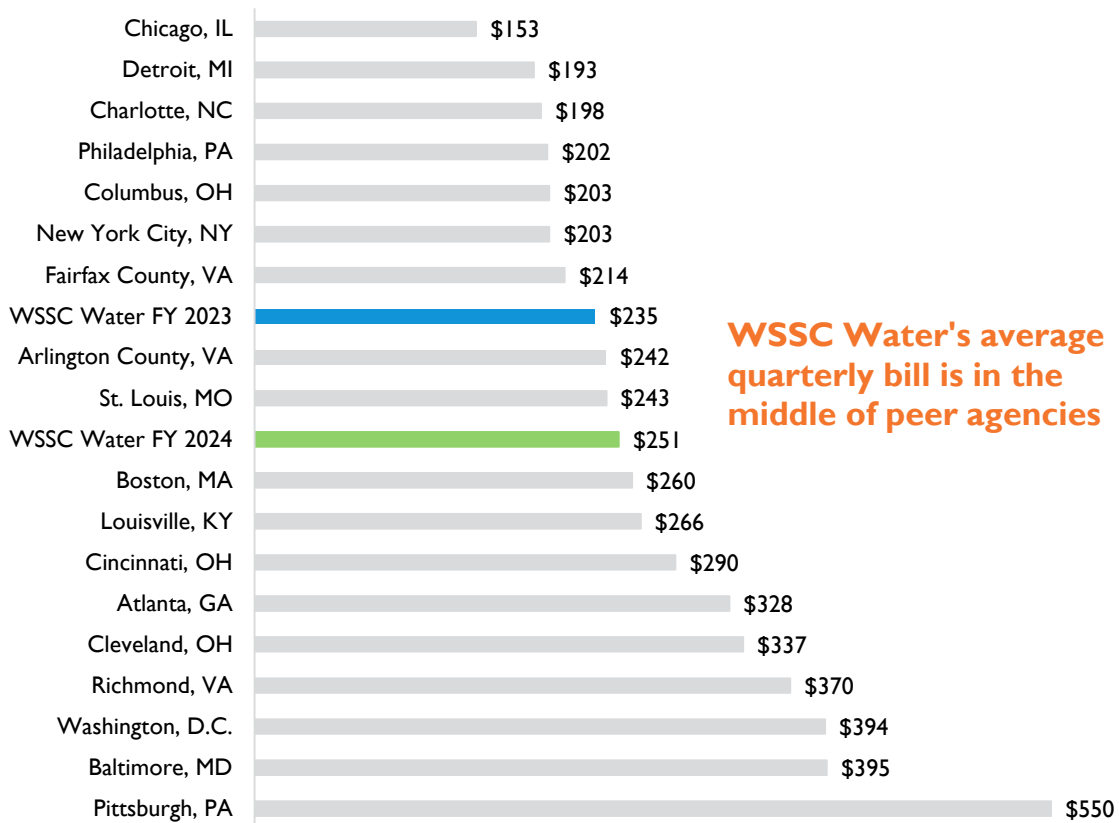 Chicago, IL $153
Detroit, MI $193
Charlotte, NC $198
Philadelphia, PA $202
Columbus, OH $203
New York City, NY $203
Fairfax County, VA $214
WSSC Water FY 2023 $235
Arlington County, VA $242
St. Louis, MO $243
WSSC Water FY 2024 $251
Boston, MA $260
Louisville, KY $266
Cincinnati, OH $290
Atlanta, GA $328
Cleveland, OH $337
Richmond, VA $370
Washington, D.C. $394
Baltimore, MD $395
Pittsburgh, PA $550
WSSC Water's average
quarterly bill is in the
middle of peer agencies